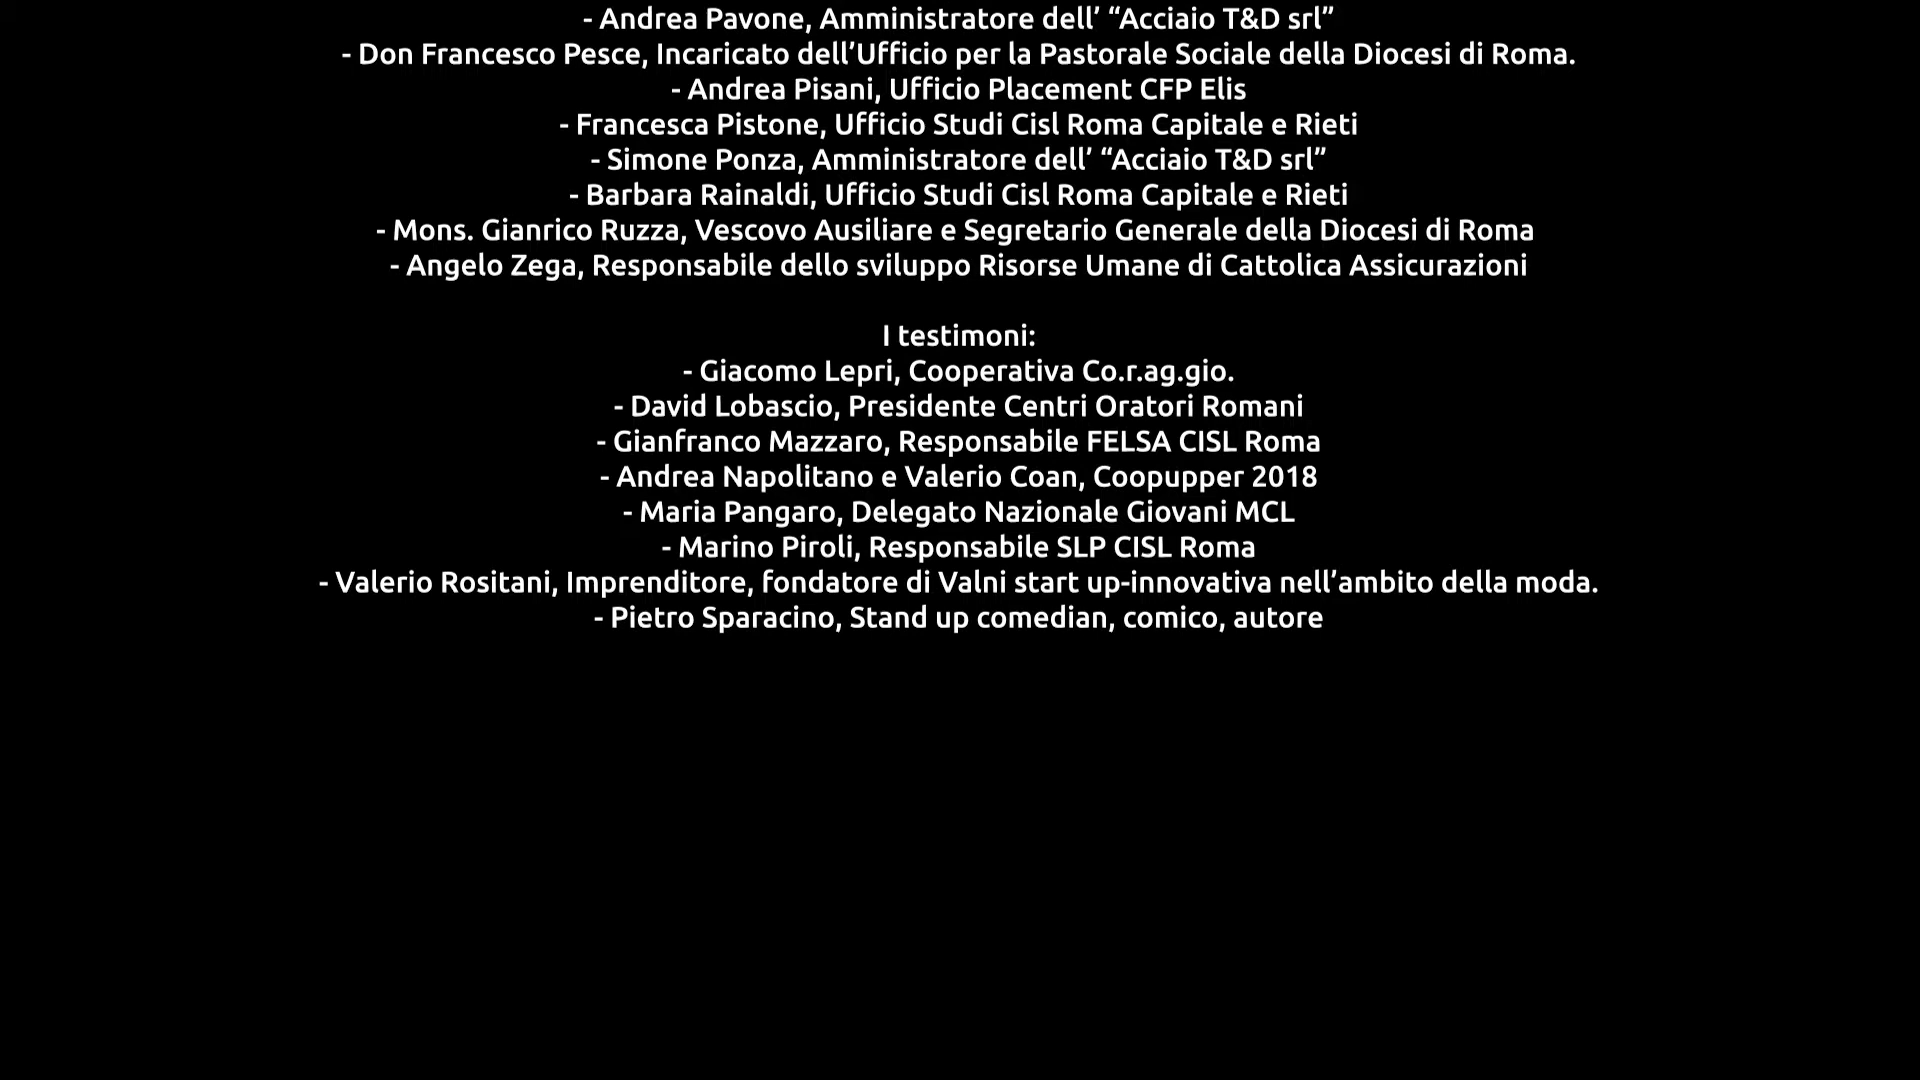 - Andrea Pavone, Amministratore dell’ “Acciaio T&D srl”
- Don Francesco Pesce, Incaricato dell’Ufficio per la Pastorale Sociale della Diocesi di Roma.
- Andrea Pisani, Ufficio Placement CFP Elis
- Francesca Pistone, Ufficio Studi Cisl Roma Capitale e Rieti
- Simone Ponza, Amministratore dell’ “Acciaio T&D srl”
- Barbara Rainaldi, Ufficio Studi Cisl Roma Capitale e Rieti
- Mons. Gianrico Ruzza, Vescovo Ausiliare e Segretario Generale della Diocesi di Roma
- Angelo Zega, Responsabile dello sviluppo Risorse Umane di Cattolica Assicurazioni
I testimoni:
- Giacomo Lepri, Cooperativa Co.r.ag.gio.
- David Lobascio, Presidente Centri Oratori Romani
- Gianfranco Mazzaro, Responsabile FELSA CISL Roma
- Andrea Napolitano e Valerio Coan, Coopupper 2018
- Maria Pangaro, Delegato Nazionale Giovani MCL
- Marino Piroli, Responsabile SLP CISL Roma
- Valerio Rositani, Imprenditore, fondatore di Valni start up-innovativa nell’ambito della moda.
- Pietro Sparacino, Stand up comedian, comico, autore